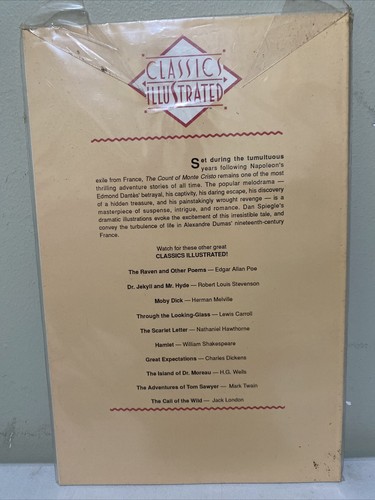 CLASSICS
ILLUSTRATED
Set during the tumultuous
years following Napoleon's
exile from France, The Count of Monte Cristo remains one of the most
thrilling adventure stories of all time. The popular melodrama —
Edmond Dantès' betrayal, his captivity, his daring escape, his discovery
of a hidden treasure, and his painstakingly wrought revenge — is a
masterpiece of suspense, intrigue, and romance. Dan Spiegle's
dramatic illustrations evoke the excitement of this irresistible tale, and
convey the turbulence of life in Alexandre Dumas' nineteenth-century
France.
Watch for these other great
CLASSICS ILLUSTRATED!
The Raven and Other Poems — Edgar Allan Poe
Dr. Jekyll and Mr. Hyde — Robert Louis Stevenson
Moby Dick — Herman Melville
Through the Looking-Glass — Lewis Carroll
The Scarlet Letter — Nathaniel Hawthorne
Hamlet — William Shakespeare
Great Expectations — Charles Dickens
The Island of Dr. Moreau — H.G. Wells
The Adventures of Tom Sawyer — Mark Twain
The Call of the Wild — Jack London